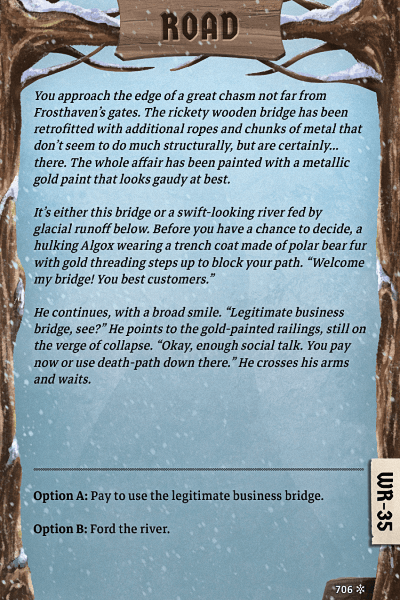 ROAD
You approach the edge of a great chasm not far from
Frosthaven's gates. The rickety wooden bridge has been
retrofitted with additional ropes and chunks of metal that
don't seem to do much structurally, but are certainly...
there. The whole affair has been painted with a metallic
gold paint that looks gaudy at best.
It's either this bridge or a swift-looking river fed by
glacial runoff below. Before you have a chance to decide, a
hulking Algox wearing a trench coat made of polar bear fur
with gold threading steps up to block your path. “Welcome
my bridge! You best customers.”
He continues, with a broad smile. “Legitimate business
bridge, see?” He points to the gold-painted railings, still on
the verge of collapse. “Okay, enough social talk. You pay
now or use death-path down there.” He crosses his arms
and waits.
Option A: Pay to use the legitimate business bridge.
Option B: Ford the river.
WR-35
706